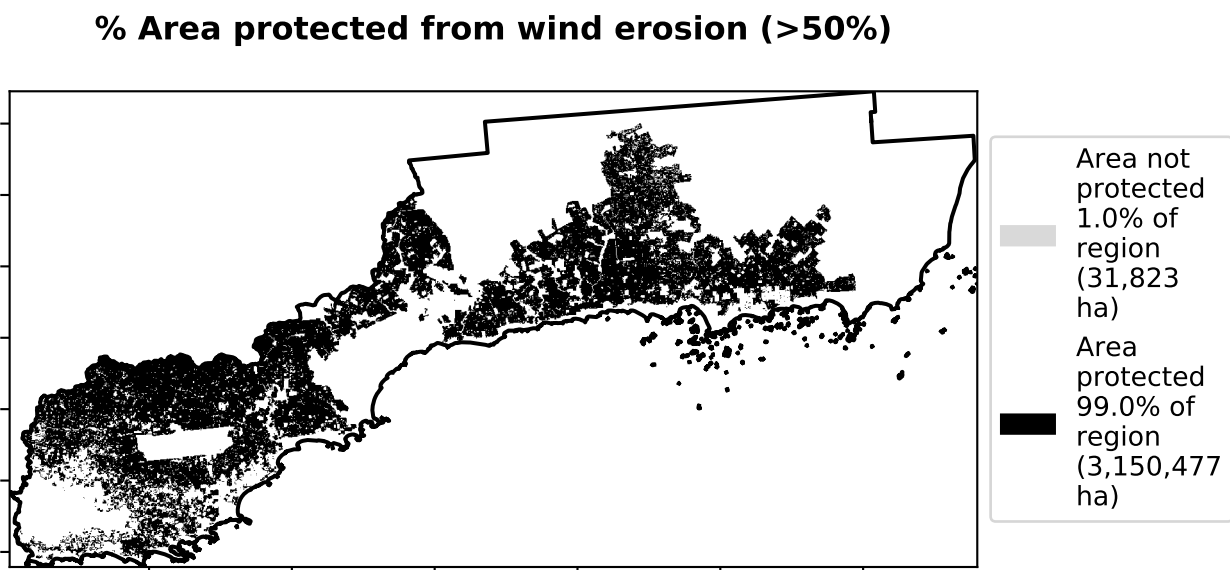 % Area protected from wind erosion (>50%)
Area not
protected
1.0% of
region
(31,823
ha)
Area
protected
99.0% of
region
(3,150,477
ha)